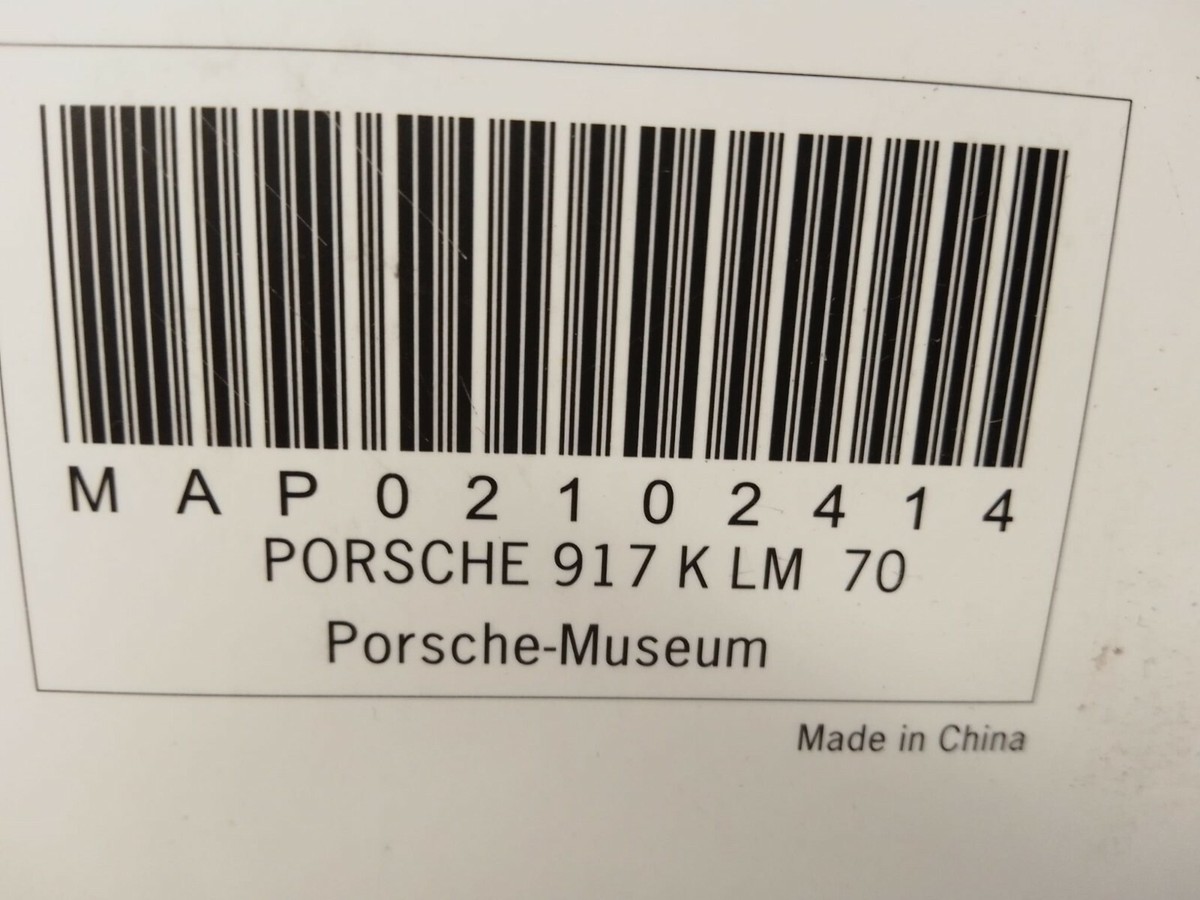 MAP02102414
PORSCHE 917 K LM 70
Porsche-Museum
Made in China